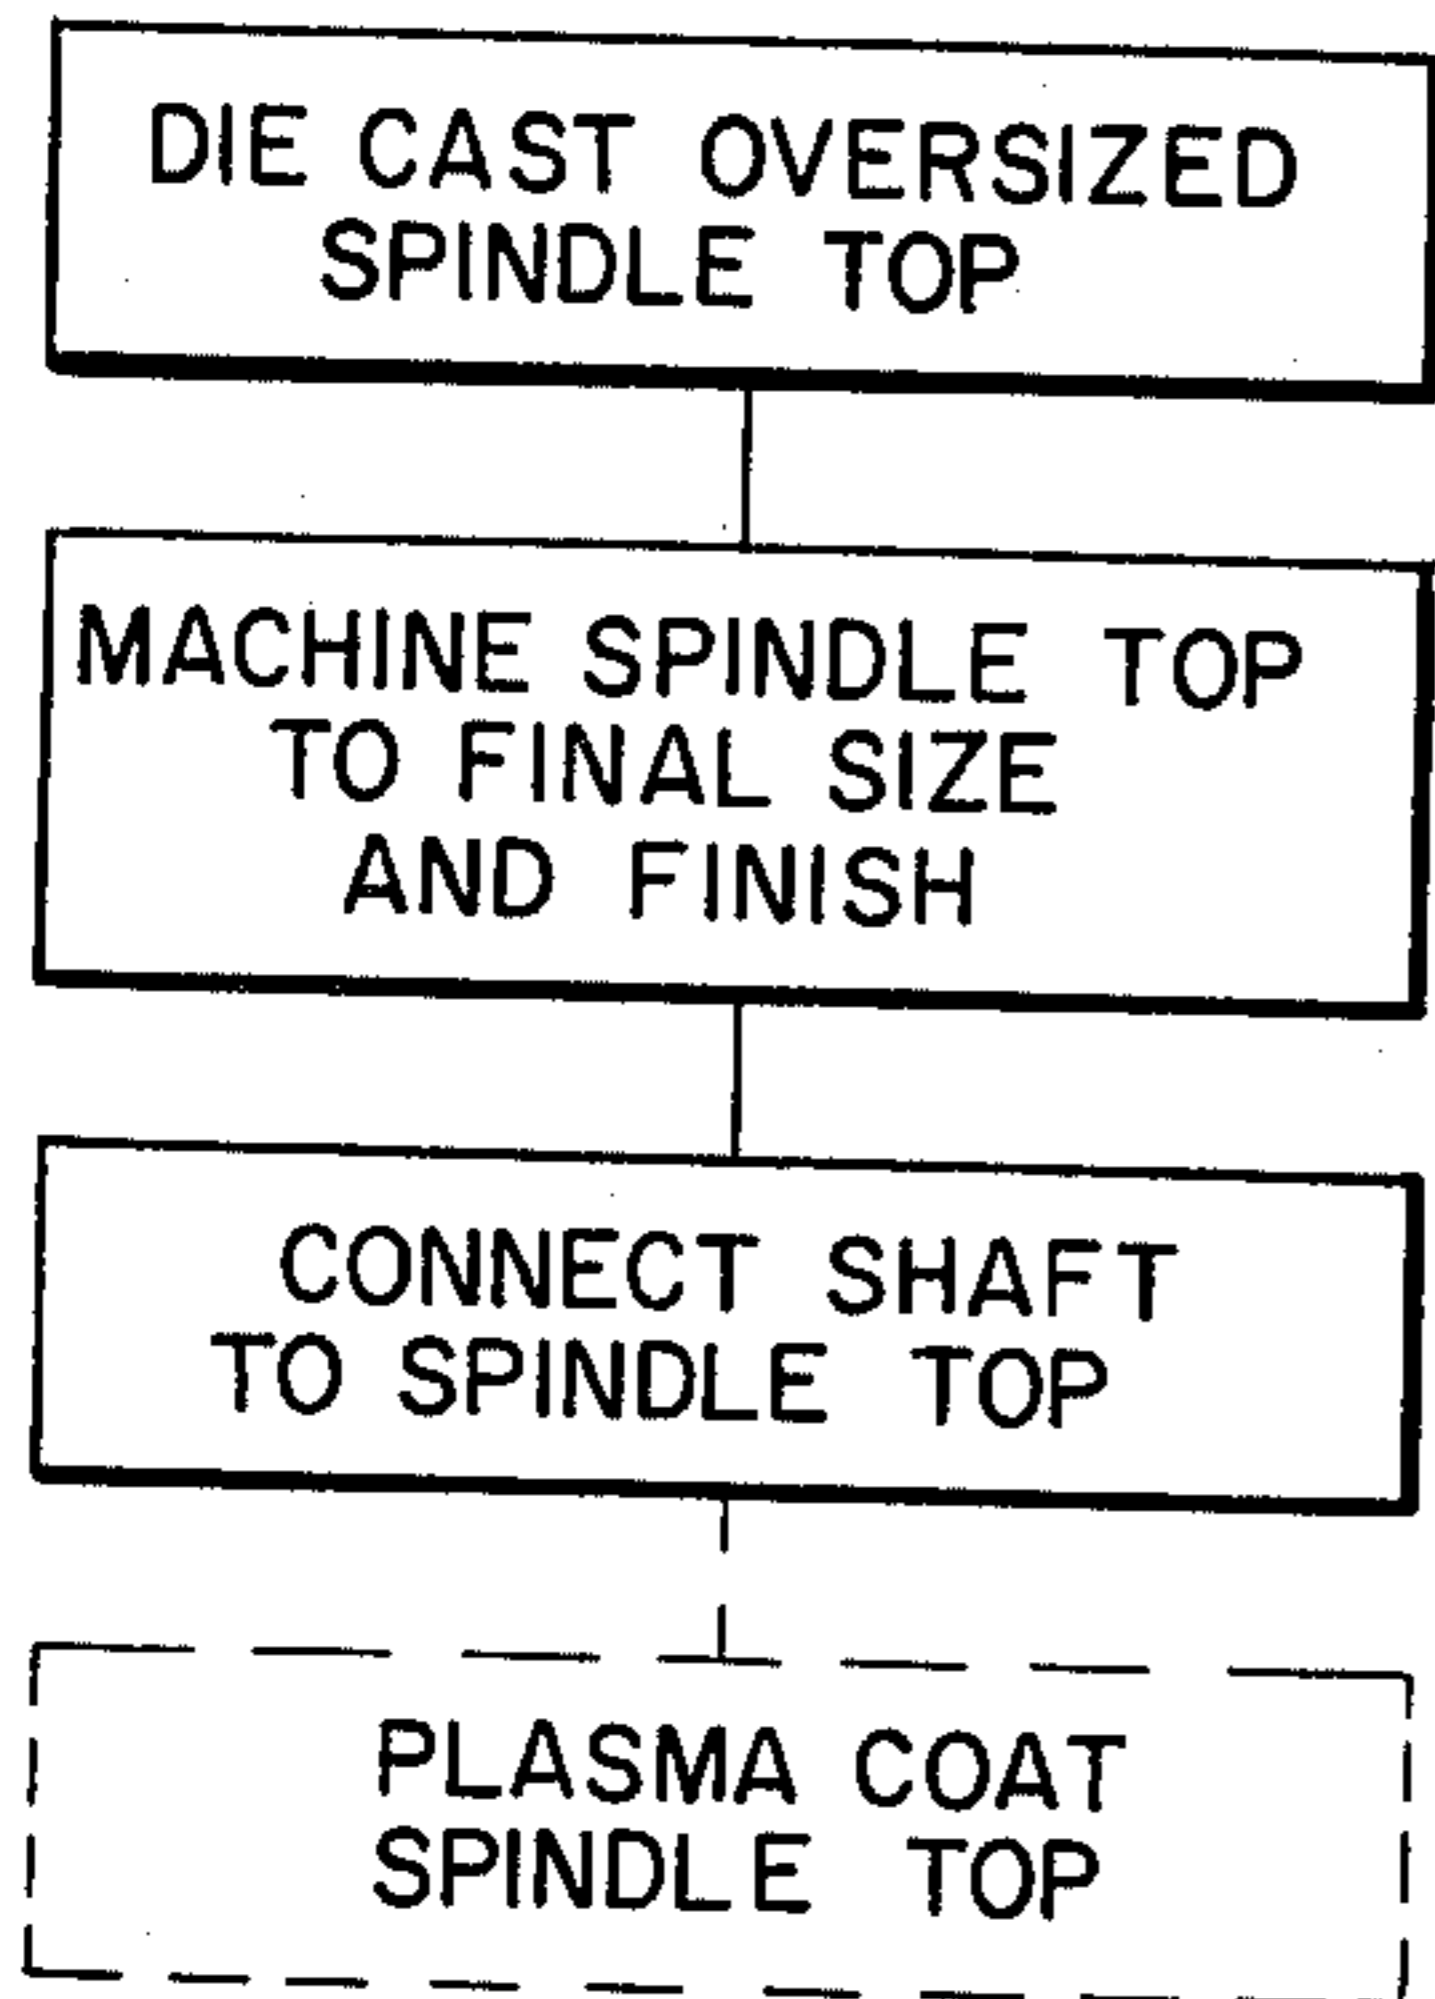 DIE CAST OVERSIZED
SPINDLE TOP
MACHINE SPINDLE TOP
TO FINAL SIZE
AND FINISH
CONNECT SHAFT
TO SPINDLE TOP
PLASMA COAT
SPINDLE TOP